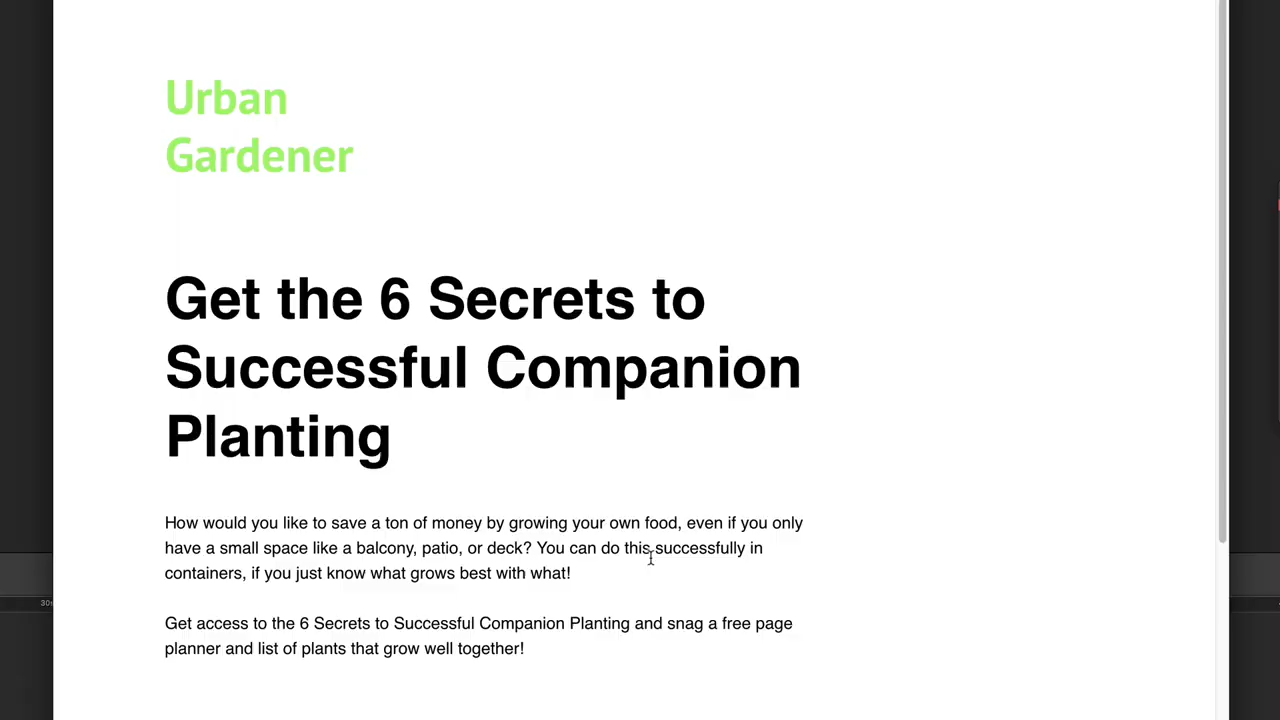 Urban
Gardener
Get the 6 Secrets to
Successful Companion
Planting
How would you like to save a ton of money by growing your own food, even if you only
have a small space like a balcony, patio, or deck? You can do this successfully in
containers, if you just know what grows best with what!
Get access to the 6 Secrets to Successful Companion Planting and snag a free page
planner and list of plants that grow well together!